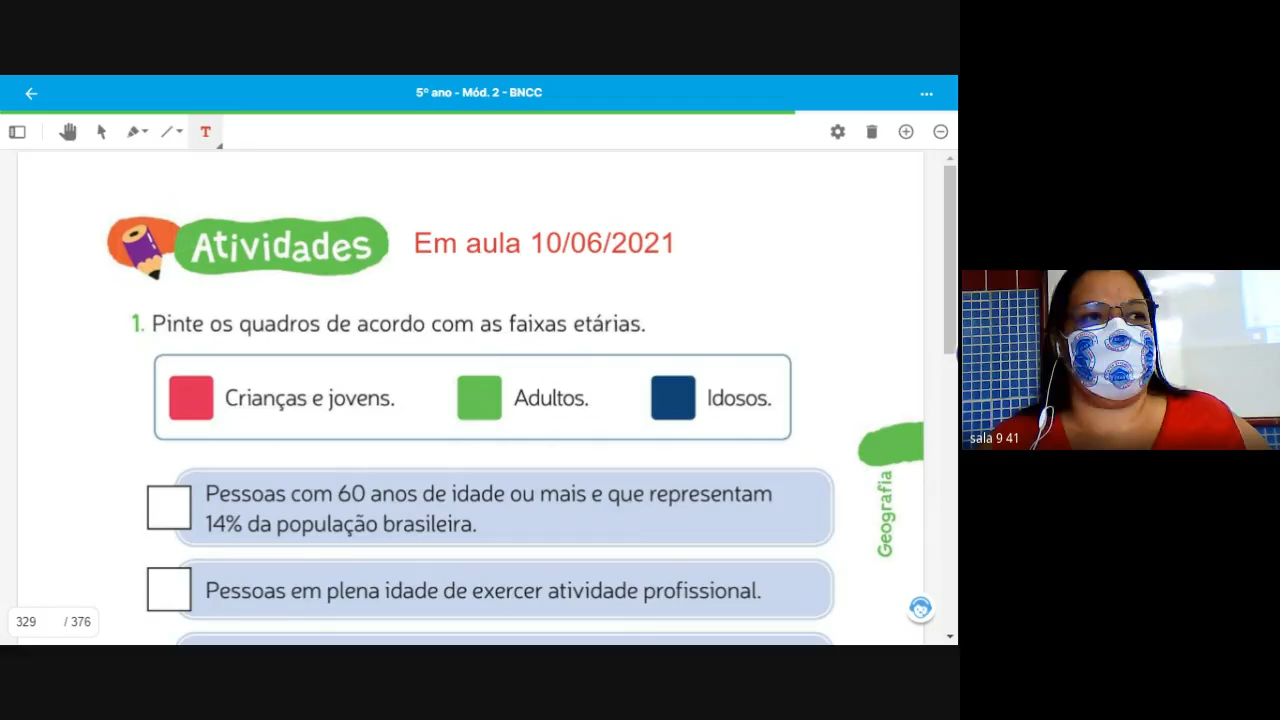 5º ano - Mód. 2 - BNCC
T
Atividades
Em aula 10/06/2021
1. Pinte os quadros de acordo com as faixas etárias.
Crianças e jovens.
Adultos.
Idosos.
Pessoas com 60 anos de idade ou mais e que representam
14% da população brasileira.
Pessoas em plena idade de exercer atividade profissional.
Geografia
329 / 376
sala 9 41